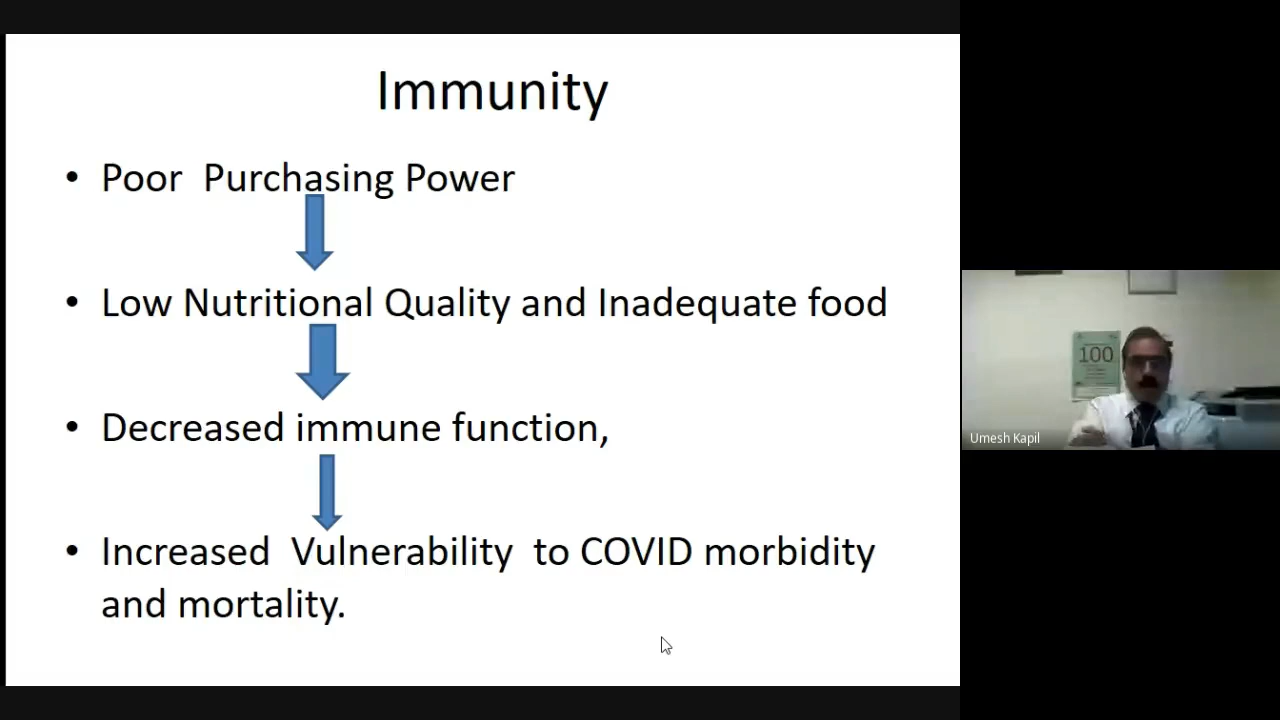 Immunity
• Poor Purchasing Power
• Low Nutritional Quality and Inadequate food
• Decreased immune function,
• Increased Vulnerability to COVID morbidity
and mortality.
100
Umesh Kapil